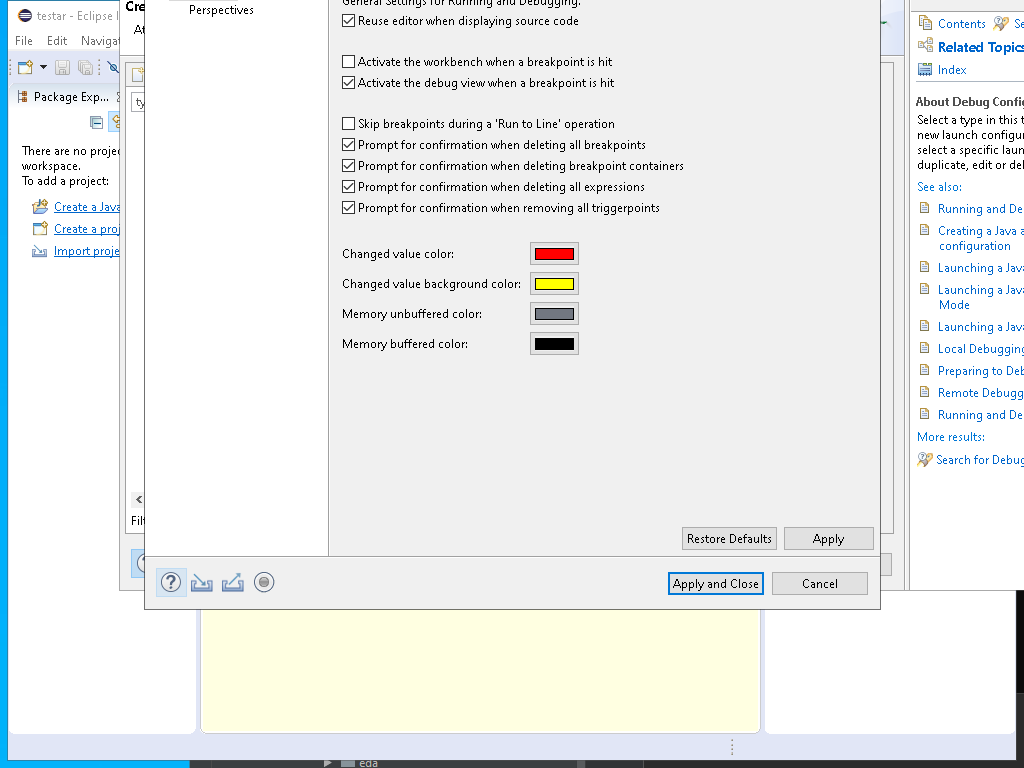 testar - Eclipse I
File Edit Navigat
Package Exp...
There are no proje
workspace.
To add a project:
Create a Java
Create a proj
Import proje
Cre
At
ty
Filt
Perspectives
General Settings for Running and Debugging.
Reuse editor when displaying source code
Activate the workbench when a breakpoint is hit
Activate the debug view when a breakpoint is hit
Skip breakpoints during a 'Run to Line' operation
Prompt for confirmation when deleting all breakpoints
Prompt for confirmation when deleting breakpoint containers
Prompt for confirmation when deleting all expressions
Prompt for confirmation when removing all triggerpoints
Changed value color:
Changed value background color:
Memory unbuffered color:
Memory buffered color:
Restore Defaults Apply
Apply and Close Cancel
Contents Se
Related Topics
Index
About Debug Config
Select a type in this t
new launch configur
select a specific laun
duplicate, edit or del
See also:
Running and De
Creating a Java a
configuration
Launching a Java
Launching a Java
Mode
Launching a Java
Local Debugging
Preparing to Deb
Remote Debugg
Running and De
More results:
Search for Debug
eda